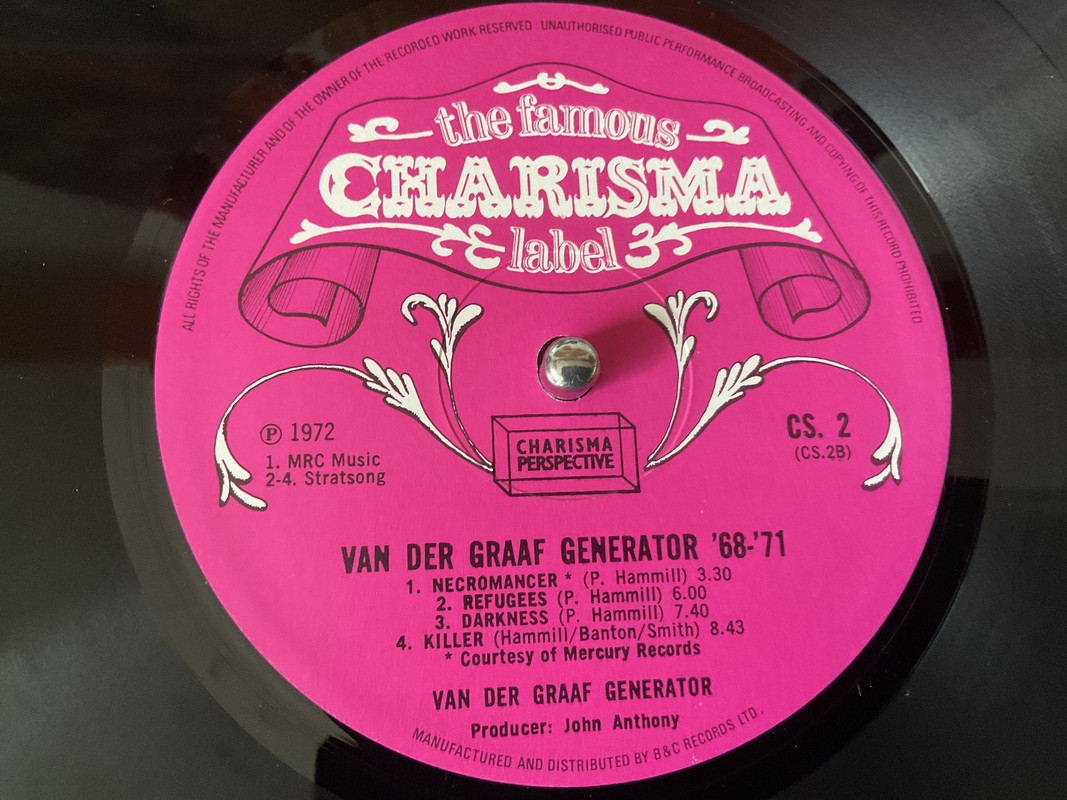 ALL RIGHTS OF THE MANUFACTURER AND OF THE OWNER OF THE RECORDED WORK RESERVED · UNAUTHORISED PUBLIC PERFORMANCE BROADCASTING AND COPYING OF THIS RECORD PROHIBITED
the famous
CHARISMA
label
Ⓟ 1972
1. MRC Music
2-4. Stratsong
CHARISMA
PERSPECTIVE
CS. 2
(CS.2B)
VAN DER GRAAF GENERATOR '68-'71
1. NECROMANCER * (P. Hammill) 3.30
2. REFUGEES (P. Hammill) 6.00
3. DARKNESS (P. Hammill) 7.40
4. KILLER (Hammill/Banton/Smith) 8.43
* Courtesy of Mercury Records
VAN DER GRAAF GENERATOR
Producer: John Anthony
MANUFACTURED AND DISTRIBUTED BY B&C RECORDS LTD.